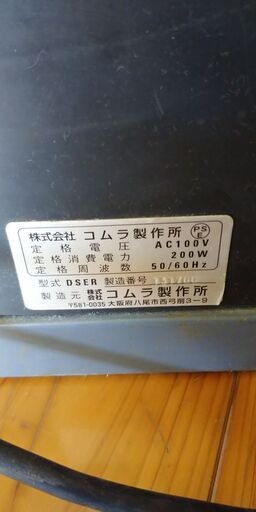 株式会社 コムラ製作所 PSE
定格電圧 AC100V
定格消費電力 200W
定格周波数 50/60Hz
型式 DSER 製造番号
製造元 株式会社 コムラ製作所
〒581-0035 大阪府八尾市西弓削3-9